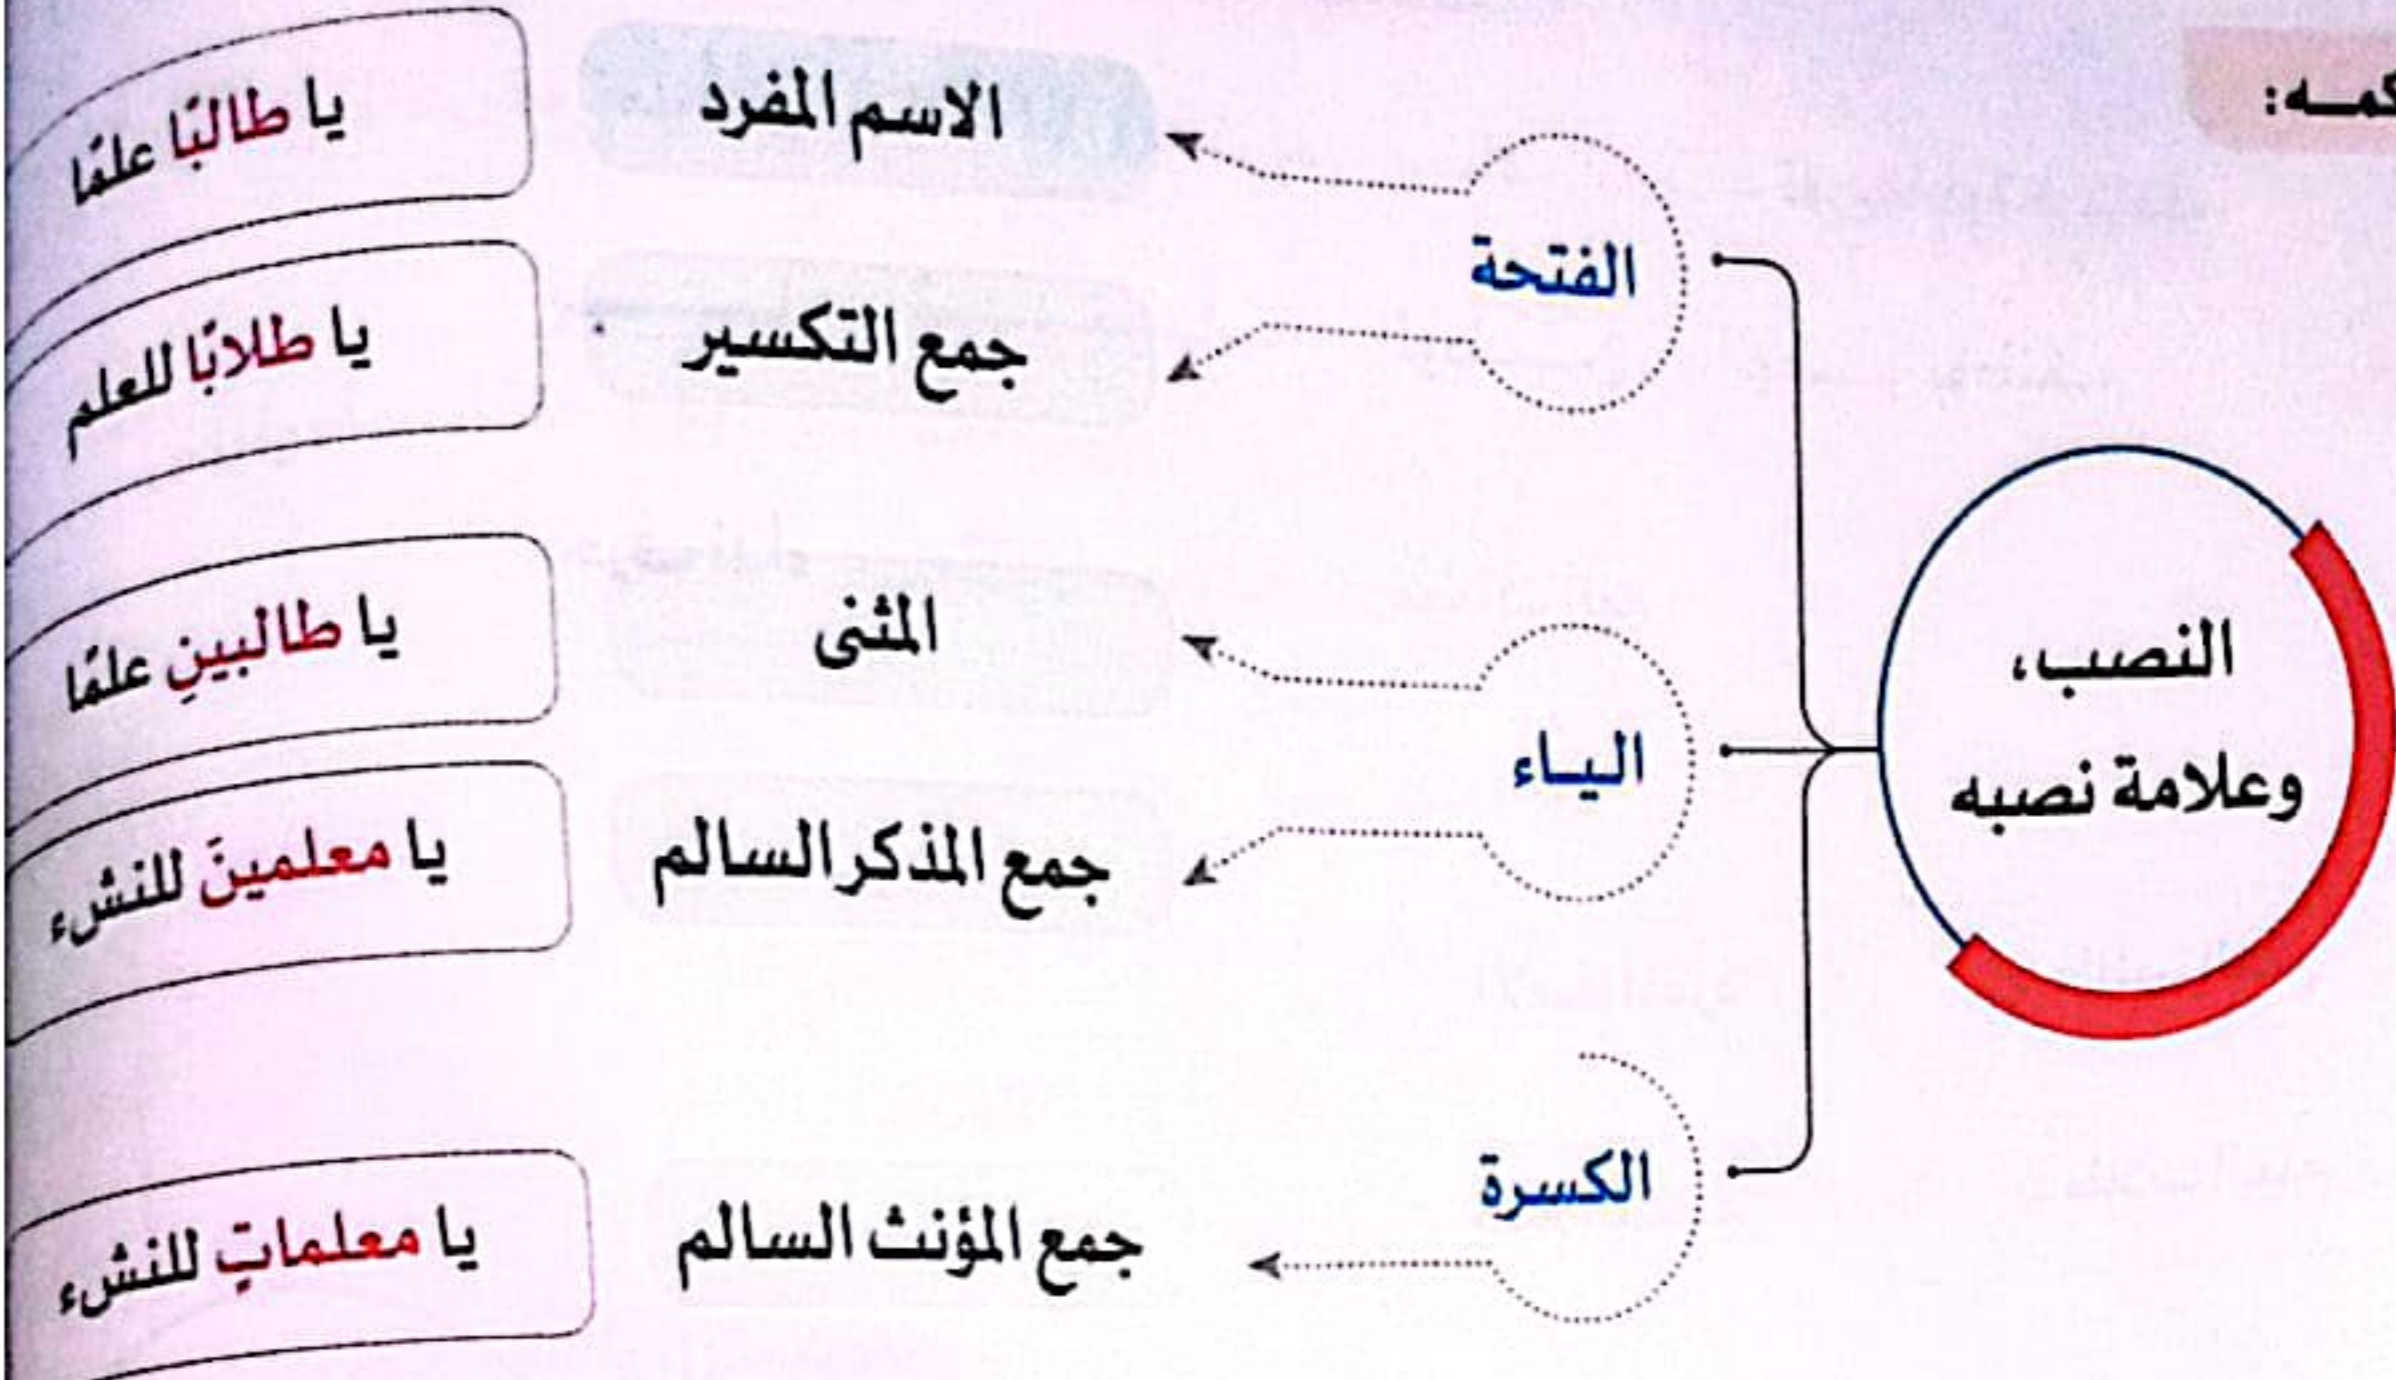 النصب،
وعلامة نصبه
الفتحة
الاسم المفرد
يا طالبًا علمًا
جمع التكسير
يا طلابًا للعلم
الياء
المثنى
يا طالبينِ علمًا
جمع المذكر السالم
يا معلمينَ للنشء
الكسرة
جمع المؤنث السالم
يا معلماتٍ للنشء